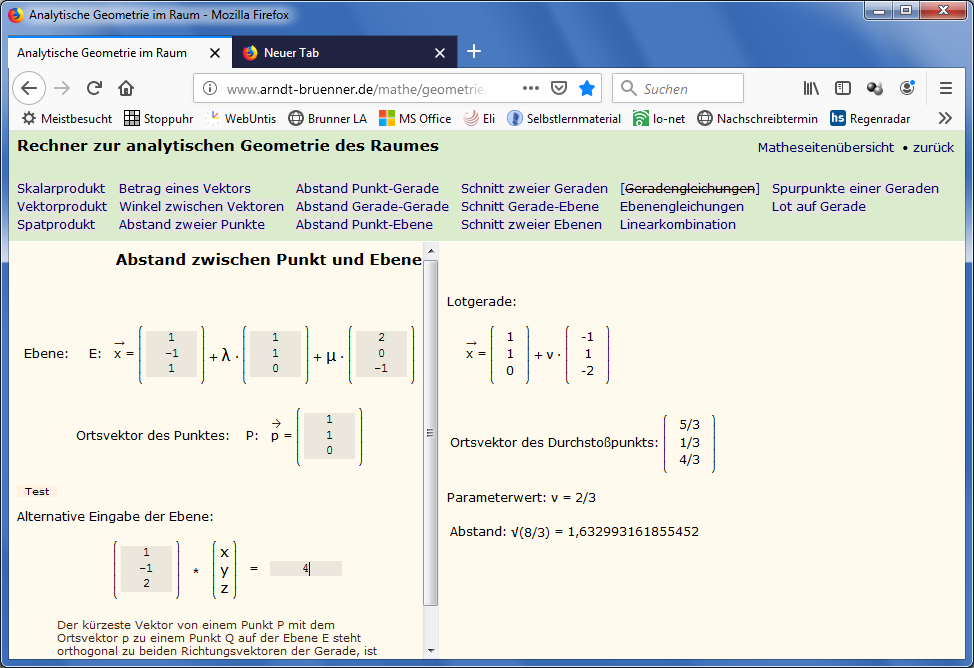 Analytische Geometrie im Raum - Mozilla Firefox
Analytische Geometrie im Raum
Neuer Tab
www.arndt-bruenner.de/mathe/geometrie
Suchen
Meistbesucht Stoppuhr WebUntis Brunner LA MS Office Eli Selbstlernmaterial lo-net Nachschreibtermin hs Regenradar
Rechner zur analytischen Geometrie des Raumes
Matheseitenübersicht • zurück
Skalarprodukt Betrag eines Vektors Abstand Punkt-Gerade Schnitt zweier Geraden [Geradengleichungen] Spurpunkte einer Geraden
Vektorprodukt Winkel zwischen Vektoren Abstand Gerade-Gerade Schnitt Gerade-Ebene Ebenengleichungen Lot auf Gerade
Spatprodukt Abstand zweier Punkte Abstand Punkt-Ebene Schnitt zweier Ebenen Linearkombination
Abstand zwischen Punkt und Ebene
1 1 2
Ebene: E: x⃗ = −1 + λ · 1 + μ · 0
1 0 −1
1
Ortsvektor des Punktes: P: p⃗ = 1
0
Test
Alternative Eingabe der Ebene:
1 x
−1 * y = 4
2 z
Der kürzeste Vektor von einem Punkt P mit dem
Ortsvektor p zu einem Punkt Q auf der Ebene E steht
orthogonal zu beiden Richtungsvektoren der Gerade, ist
Lotgerade:
1 -1
x⃗ = 1 + ν · 1
0 -2
5/3
Ortsvektor des Durchstoßpunkts: 1/3
4/3
Parameterwert: ν = 2/3
Abstand: √(8/3) = 1,632993161855452